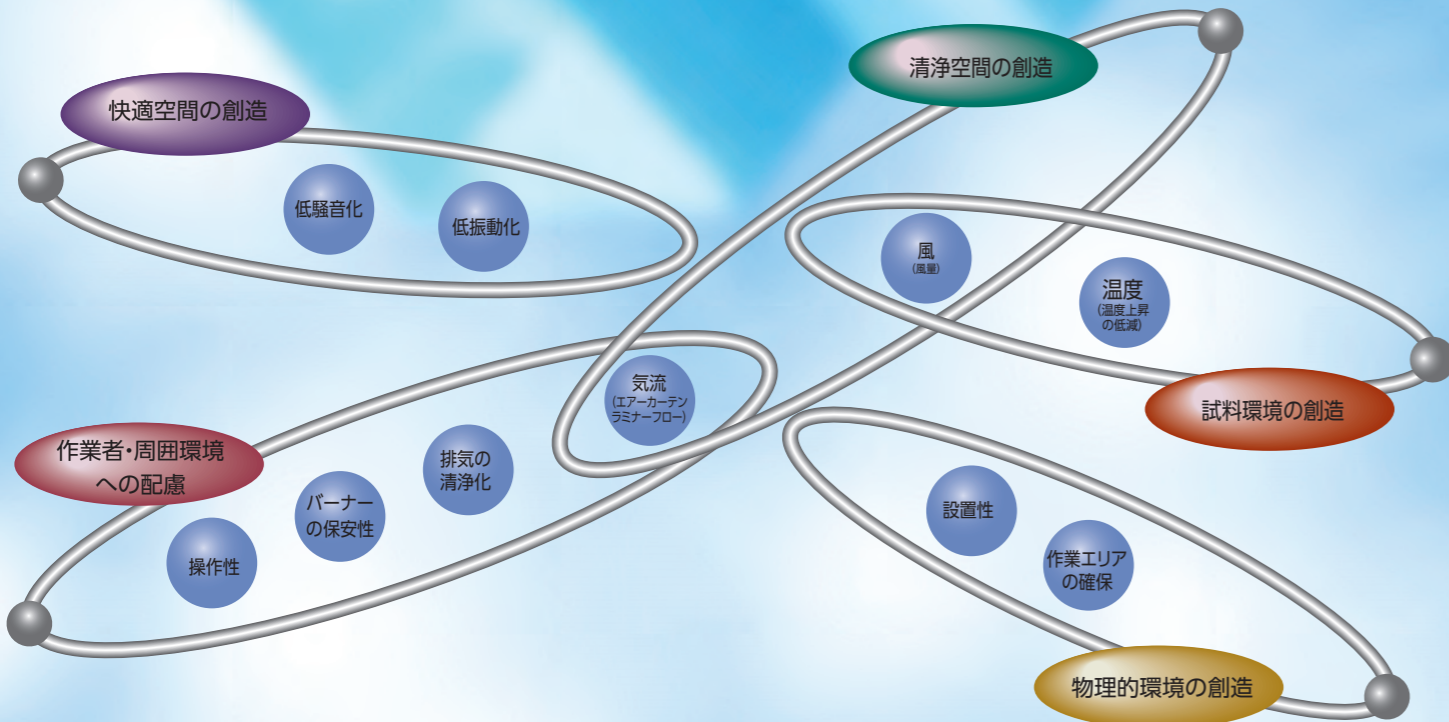 快適空間の創造
低騒音化
低振動化
清浄空間の創造
風
(風量)
温度
(温度上昇
の低減)
試料環境の創造
気流
(エアーカーテン
ラミナーフロー)
作業者・周囲環境
への配慮
排気の
清浄化
バーナー
の保安性
操作性
設置性
作業エリア
の確保
物理的環境の創造